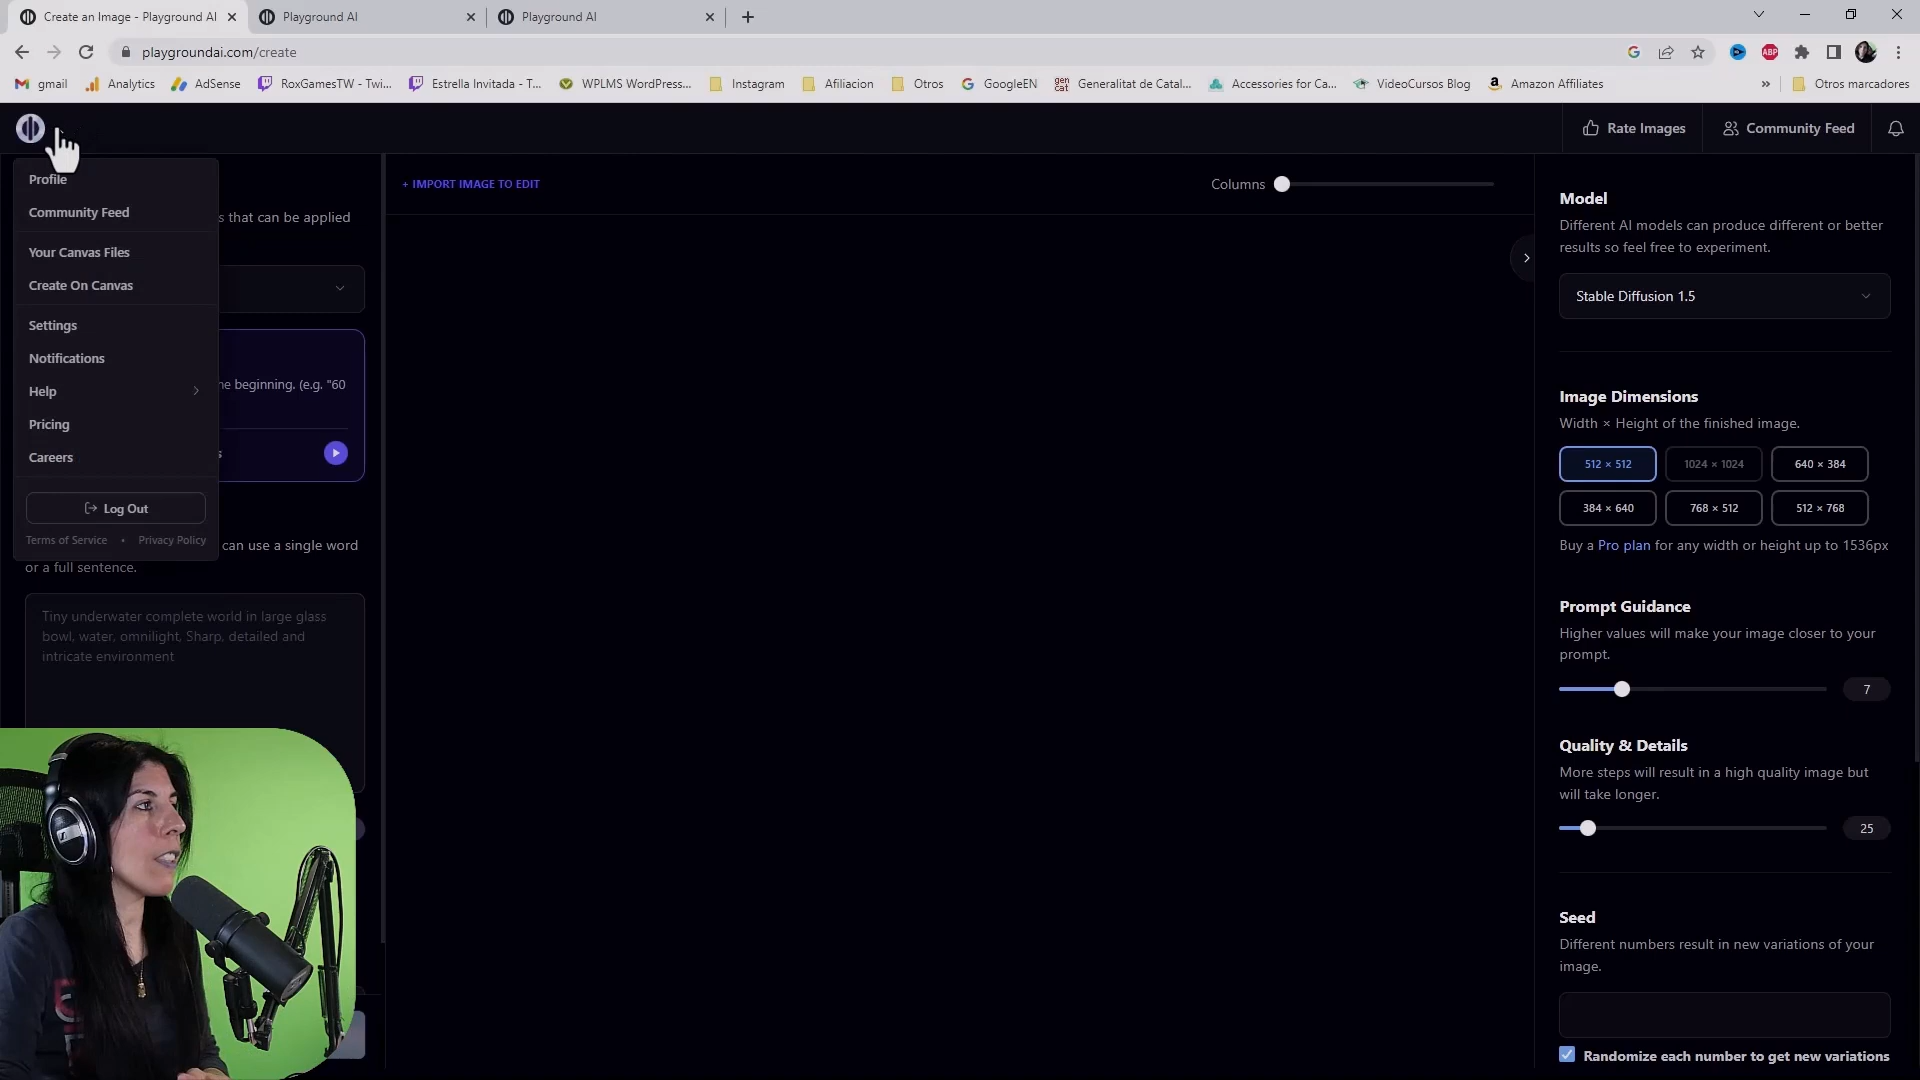 Create an Image - Playground AI
Playground AI
Playground AI
playgroundai.com/create
gmail
Analytics
AdSense
RoxGamesTW - Twi...
Estrella Invitada - T...
WPLMS WordPress...
Instagram
Afiliacion
Otros
GoogleEN
gen cat
Generalitat de Catal...
Accessories for Ca...
VideoCursos Blog
Amazon Affiliates
»
Otros marcadores
ABP
Rate Images
Community Feed
Profile
Community Feed
Your Canvas Files
Create On Canvas
Settings
Notifications
Help
Pricing
Careers
Log Out
Terms of Service • Privacy Policy
s that can be applied
he beginning. (e.g. "60
s
can use a single word
or a full sentence.
Tiny underwater complete world in large glass
bowl, water, omnilight, Sharp, detailed and
intricate environment
+ IMPORT IMAGE TO EDIT
Columns
Model
Different AI models can produce different or better
results so feel free to experiment.
Stable Diffusion 1.5
Image Dimensions
Width × Height of the finished image.
512 × 512
1024 × 1024
640 × 384
384 × 640
768 × 512
512 × 768
Buy a Pro plan for any width or height up to 1536px
Prompt Guidance
Higher values will make your image closer to your
prompt.
7
Quality & Details
More steps will result in a high quality image but
will take longer.
25
Seed
Different numbers result in new variations of your
image.
Randomize each number to get new variations